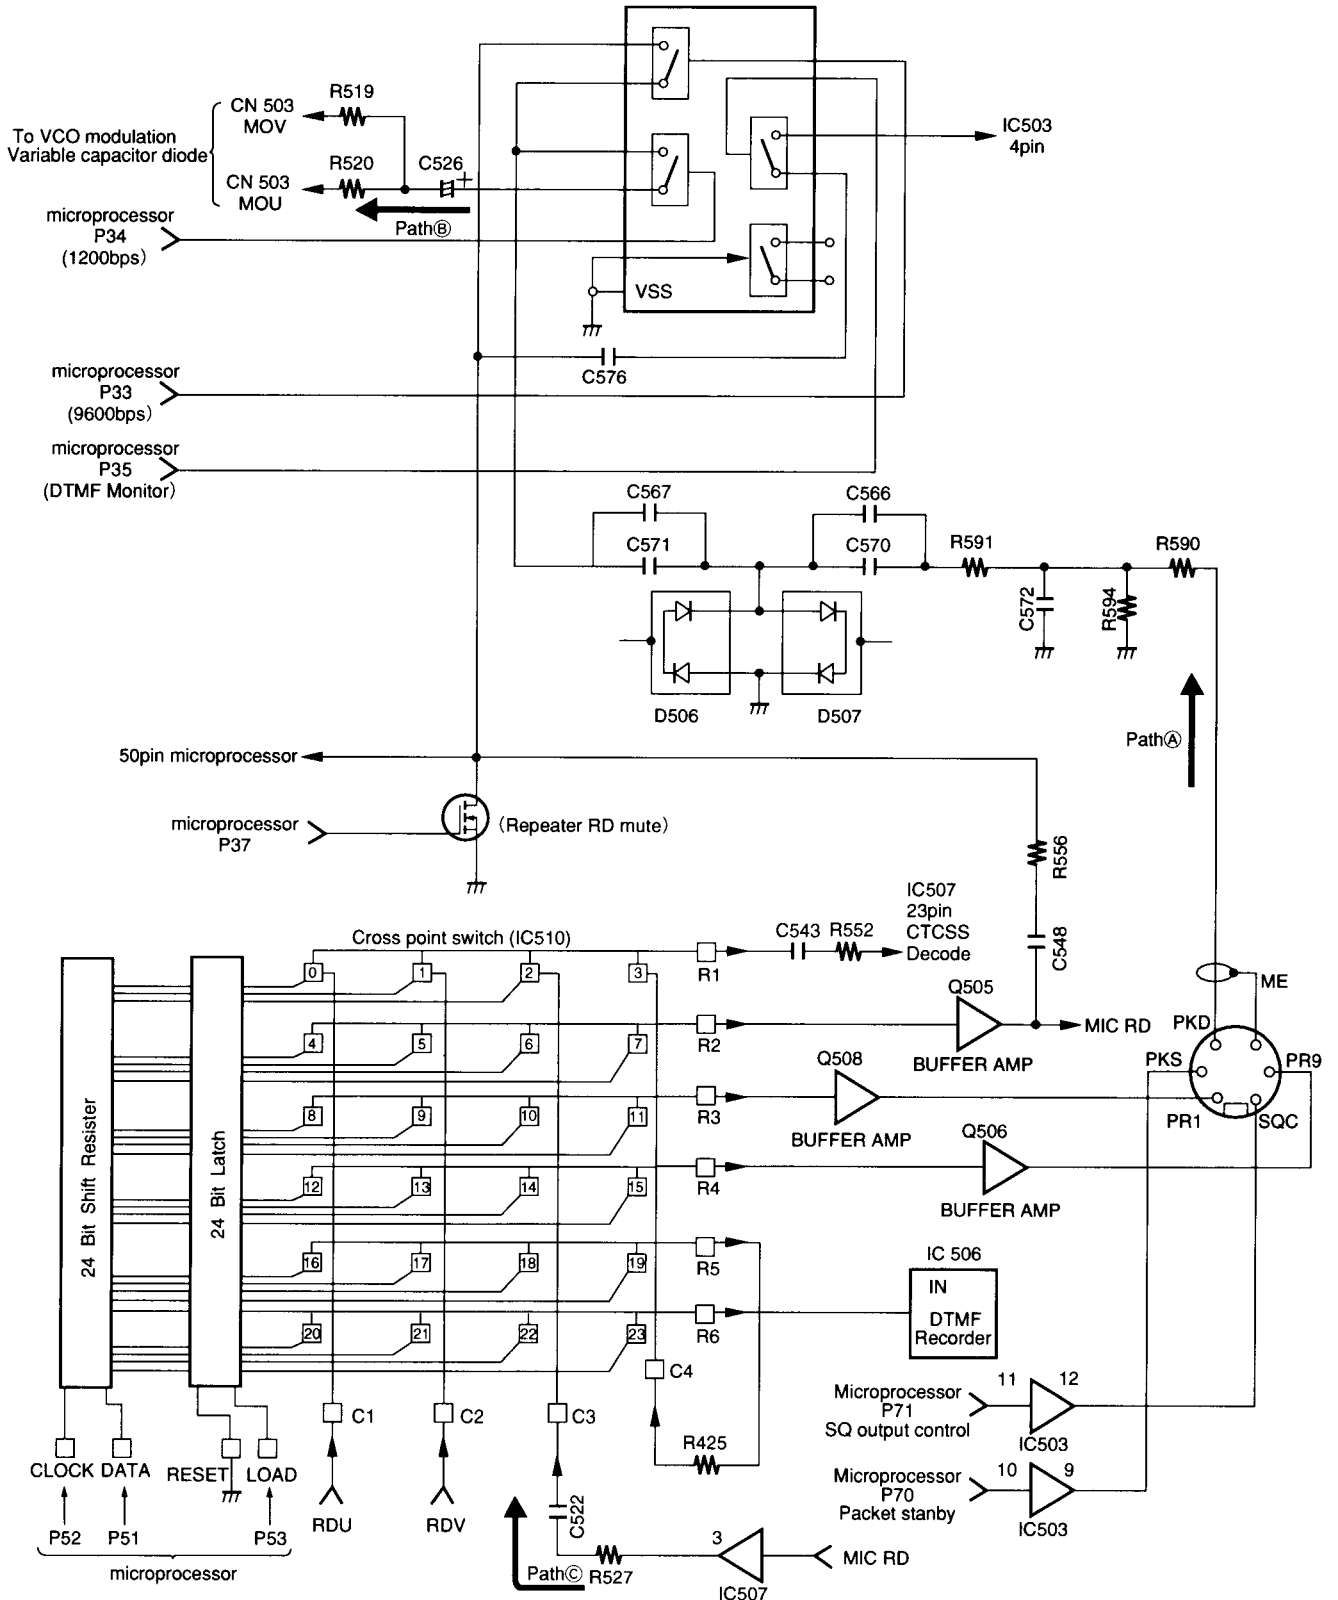 R519
CN 503
MOV
To VCO modulation
Variable capacitor diode
R520
C526
+
CN 503
MOU
PathⒷ
microprocessor
P34
(1200bps)
IC503
4pin
VSS
C576
microprocessor
P33
(9600bps)
microprocessor
P35
(DTMF Monitor)
C567
C566
C571
C570
R591
R590
C572
R594
D506
D507
PathⒶ
50pin microprocessor
microprocessor
P37
(Repeater RD mute)
R556
C548
IC507
23pin
CTCSS
Decode
C543
R552
Cross point switch (IC510)
0
1
2
3
R1
ME
Q505
BUFFER AMP
MIC RD
PKD
PKS
PR9
PR1
SQC
4
5
6
7
R2
Q508
BUFFER AMP
8
9
10
11
R3
Q506
BUFFER AMP
12
13
14
15
R4
24 Bit Shift Resister
24 Bit Latch
16
17
18
19
R5
IC 506
IN
DTMF
Recorder
20
21
22
23
R6
C4
C1
C2
C3
R425
11
12
Microprocessor
P71
SQ output control
IC503
10
9
Microprocessor
P70
Packet stanby
IC503
CLOCK
DATA
RESET
LOAD
P52
P51
P53
microprocessor
RDU
RDV
C522
PathⒸ
R527
3
IC507
MIC RD